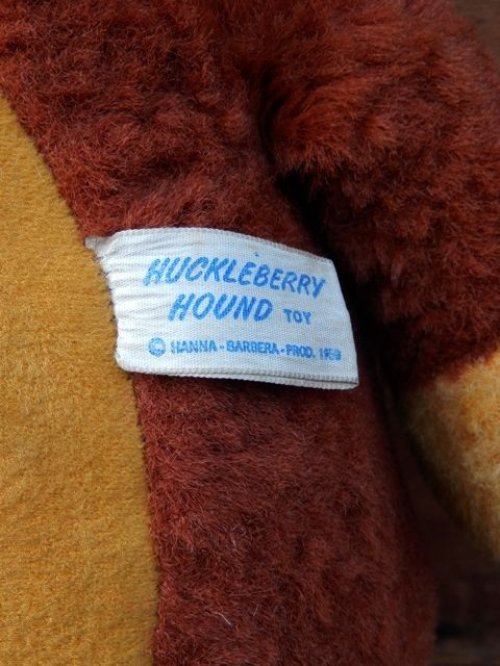 HUCKLEBERRY
HOUND TOY
© HANNA-BARBERA-PROD. 1959